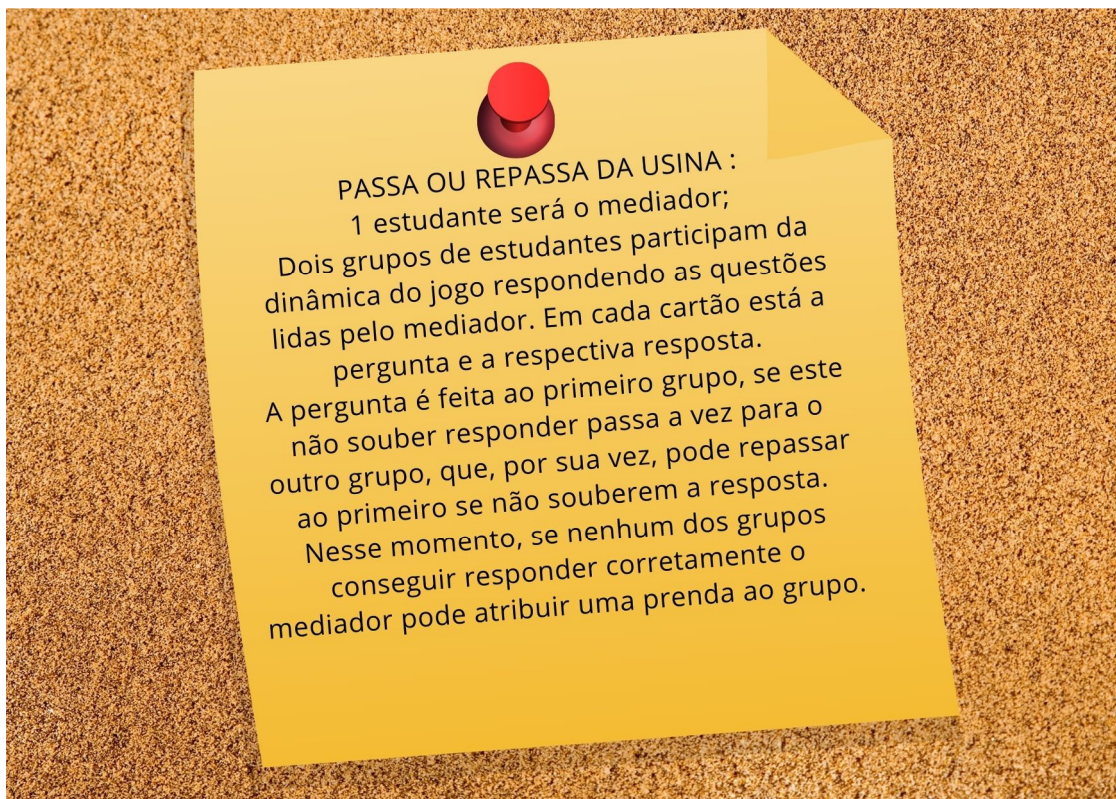 PASSA OU REPASSA DA USINA :
1 estudante será o mediador;
Dois grupos de estudantes participam da
dinâmica do jogo respondendo as questões
lidas pelo mediador. Em cada cartão está a
pergunta e a respectiva resposta.
A pergunta é feita ao primeiro grupo, se este
não souber responder passa a vez para o
outro grupo, que, por sua vez, pode repassar
ao primeiro se não souberem a resposta.
Nesse momento, se nenhum dos grupos
conseguir responder corretamente o
mediador pode atribuir uma prenda ao grupo.